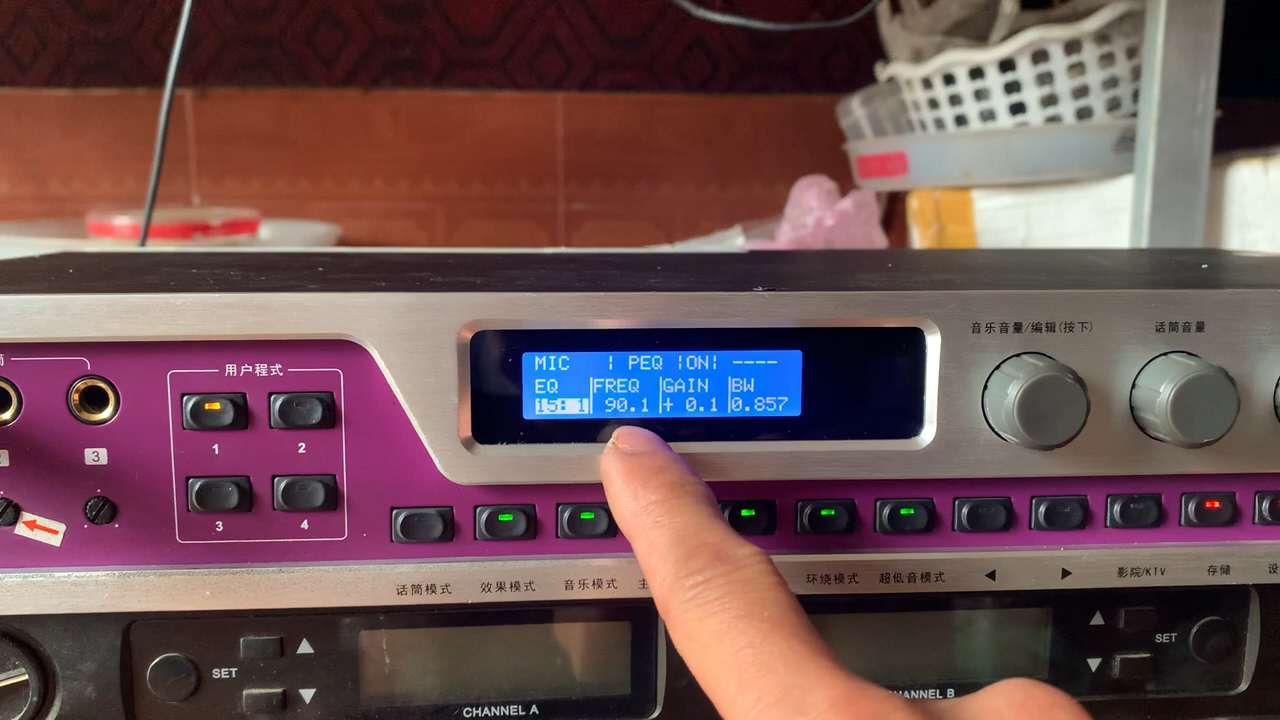 MIC | PEQ |ON| ----
EQ |FREQ |GAIN |BW
15: 1| 90.1|+ 0.1|0.857
音乐音量/编辑(按下)
话筒音量
用户程式
1
2
3
4
3
话筒模式
效果模式
音乐模式
环绕模式
超低音模式
◀
▶
影院/KTV
存储
SET
▲
▼
CHANNEL A
CHANNEL B
▲
▼
SET